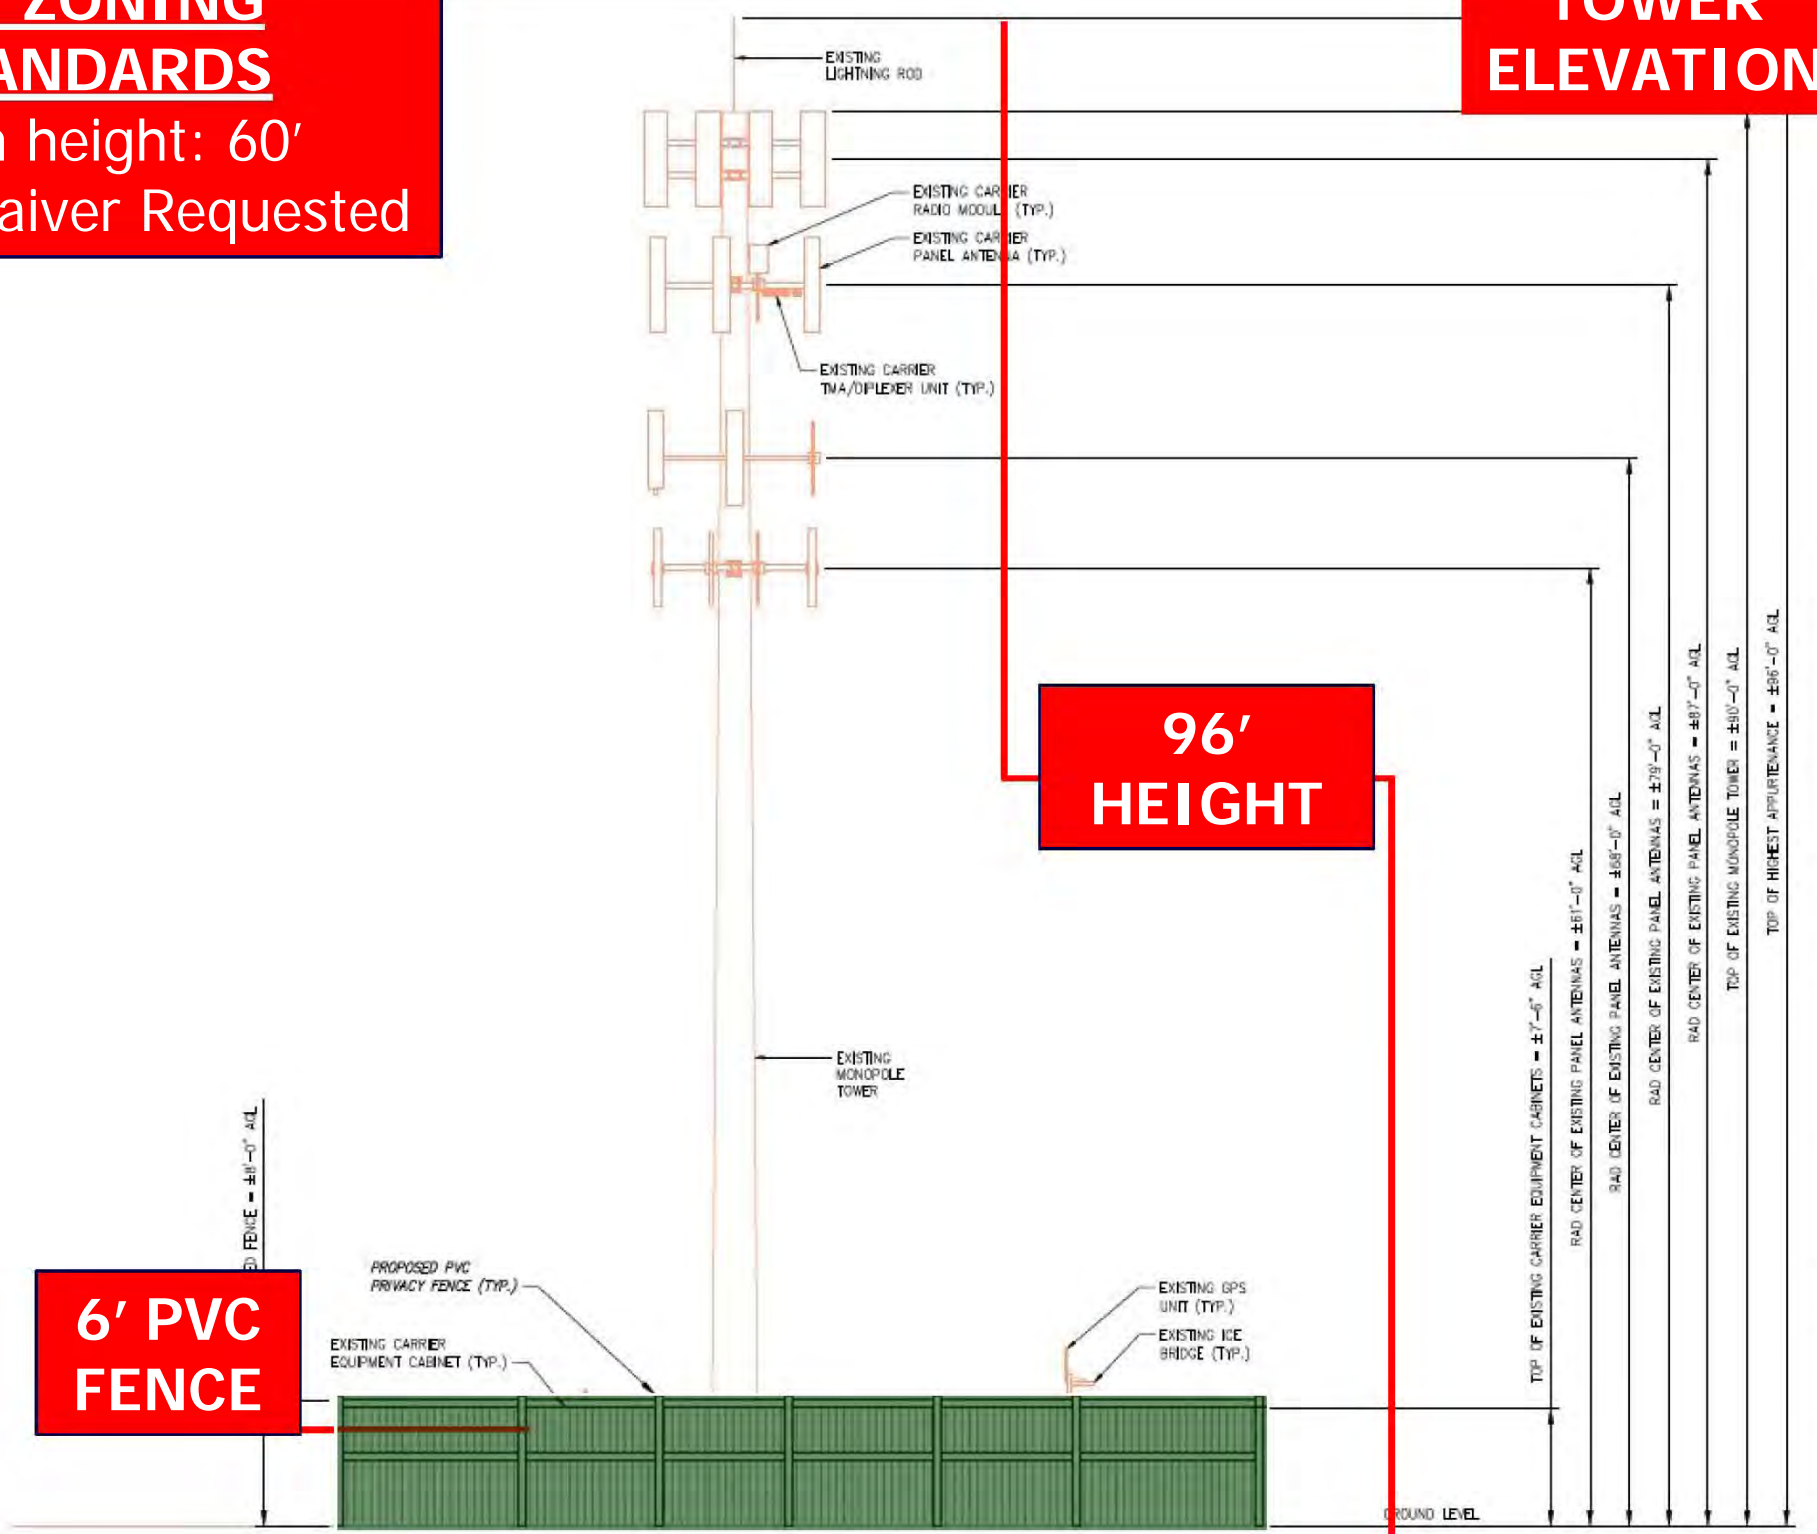 ZONING
ANDARDS
height: 60'
aiver Requested
TOWER
ELEVATION
EXISTING
LIGHTNING ROD
EXISTING CARRIER
RADIO MODULE (TYP.)
EXISTING CARRIER
PANEL ANTENNA (TYP.)
EXISTING CARRIER
TMA/DIPLEXER UNIT (TYP.)
96'
HEIGHT
EXISTING
MONOPOLE
TOWER
ED FENCE = ±8'-0" AGL
6' PVC
FENCE
PROPOSED PVC
PRIVACY FENCE (TYP.)
EXISTING CARRIER
EQUIPMENT CABINET (TYP.)
EXISTING GPS
UNIT (TYP.)
EXISTING ICE
BRIDGE (TYP.)
TOP OF EXISTING CARRIER EQUIPMENT CABINETS = ±7'-6" AGL
RAD CENTER OF EXISTING PANEL ANTENNAS = ±61'-0" AGL
RAD CENTER OF EXISTING PANEL ANTENNAS = ±68'-0" AGL
RAD CENTER OF EXISTING PANEL ANTENNAS = ±79'-0" AGL
RAD CENTER OF EXISTING PANEL ANTENNAS = ±87'-0" AGL
TOP OF EXISTING MONOPOLE TOWER = ±90'-0" AGL
TOP OF HIGHEST APPURTENANCE = ±96'-0" AGL
GROUND LEVEL